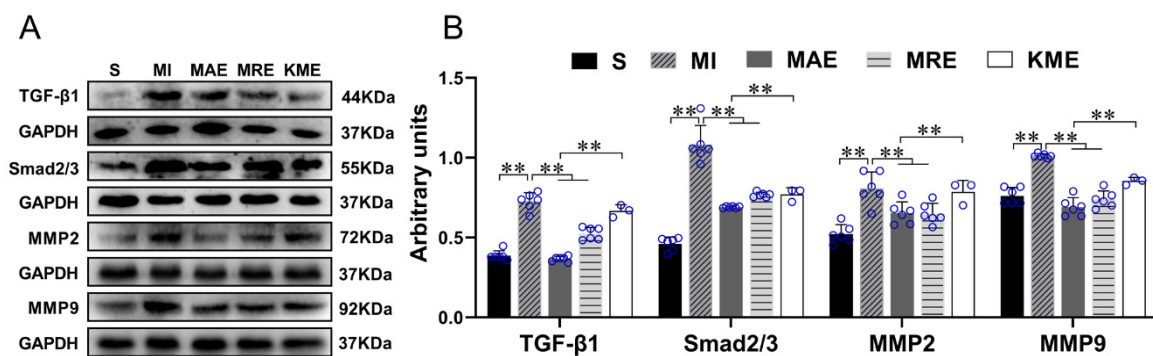 A
S MI MAE MRE KME
TGF-β1 44KDa
GAPDH 37KDa
Smad2/3 55KDa
GAPDH 37KDa
MMP2 72KDa
GAPDH 37KDa
MMP9 92KDa
GAPDH 37KDa
B
S MI MAE MRE KME
Arbitrary units
1.5
1.0
0.5
0.0
** ** **
** ** **
** ** **
** ** **
TGF-β1 Smad2/3 MMP2 MMP9